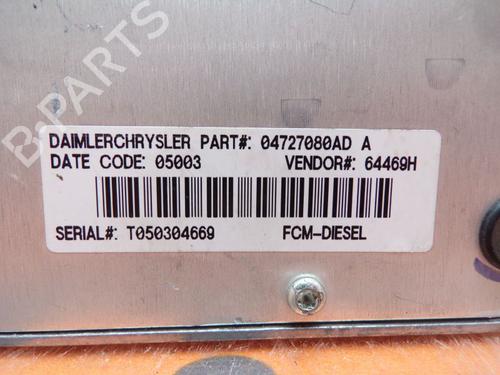 B-PARTS
DAIMLERCHRYSLER PART#: 04727080AD A
DATE CODE: 05003 VENDOR#: 64469H
SERIAL#: T050304669 FCM-DIESEL